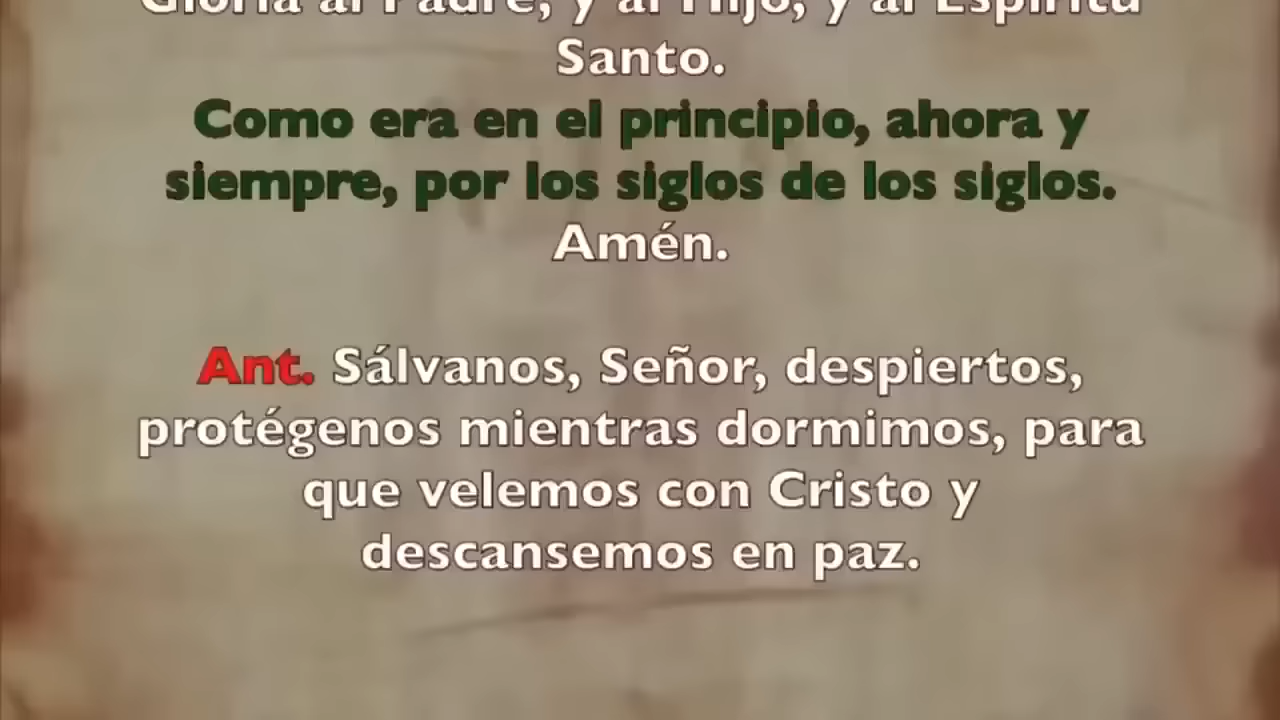 Gloria al Padre, y al Hijo, y al Espíritu
Santo.
Como era en el principio, ahora y
siempre, por los siglos de los siglos.
Amén.
Ant. Sálvanos, Señor, despiertos,
protégenos mientras dormimos, para
que velemos con Cristo y
descansemos en paz.